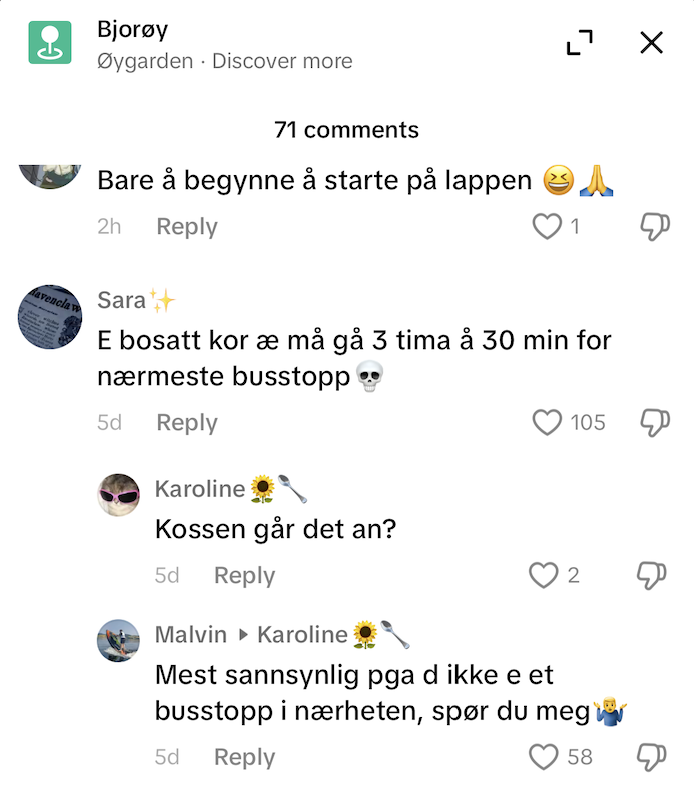 Bjorøy
Øygarden · Discover more
71 comments
Bare å begynne å starte på lappen 😆🙏
2h Reply 1
Sara✨
E bosatt kor æ må gå 3 tima å 30 min for
nærmeste busstopp💀
5d Reply 105
Karoline🌻🥄
Kossen går det an?
5d Reply 2
Malvin ▸ Karoline🌻🥄
Mest sannsynlig pga d ikke e et
busstopp i nærheten, spør du meg🤷‍♂️
5d Reply 58